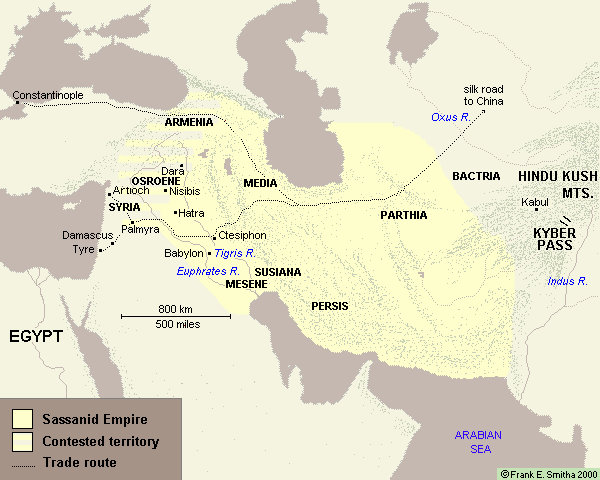 silk road
to China
Constantinople
Oxus R.
ARMENIA
Dara
BACTRIA
HINDU KUSH
MTS.
OSROENE
MEDIA
Artioch
Nisibis
Kabul
SYRIA
Hatra
PARTHIA
KYBER
PASS
Palmyra
Damascus
Ctesiphon
Tyre
Babylon
Tigris R.
Euphrates R.
SUSIANA
Indus R.
MESENE
PERSIS
800 km
500 miles
EGYPT
Sassanid Empire
Contested territory
Trade route
ARABIAN
SEA
©Frank E. Smitha 2000